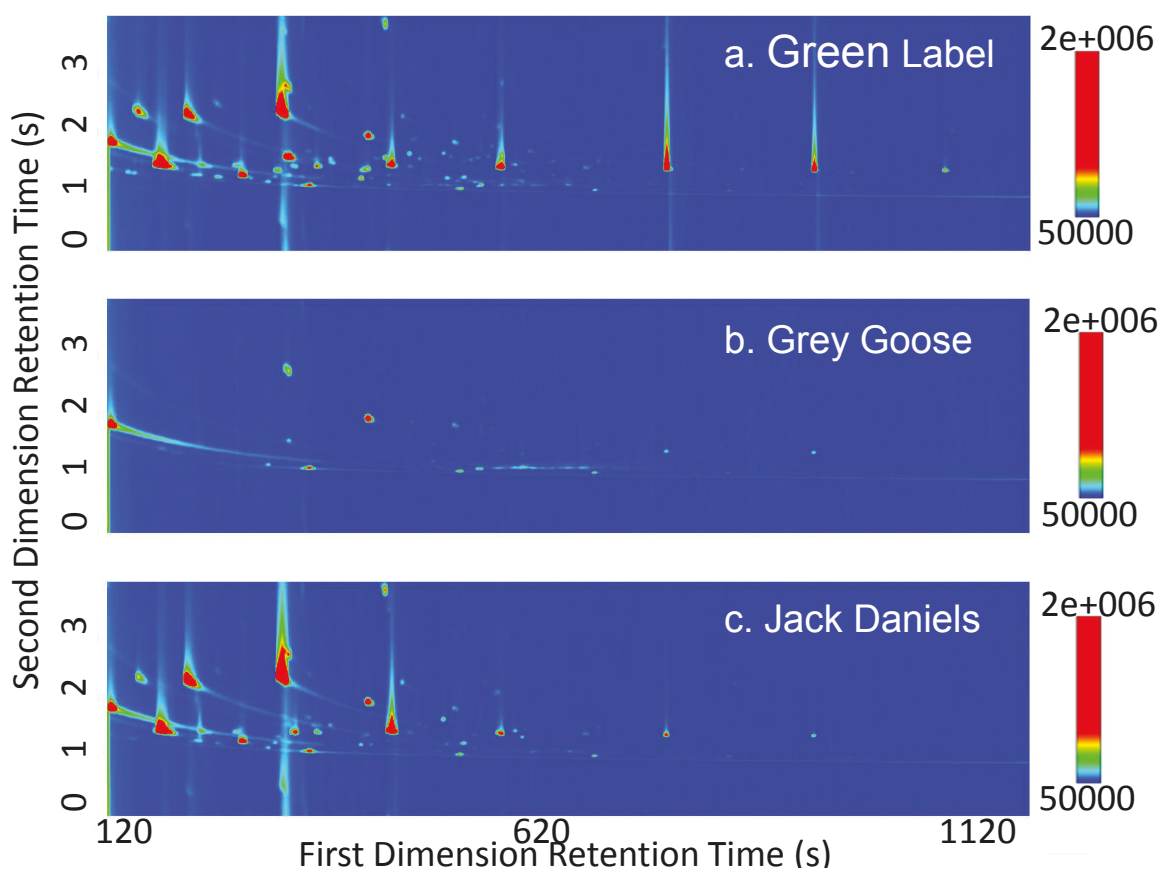 a. Green Label
2e+006
50000
3
2
1
0
b. Grey Goose
2e+006
50000
3
2
1
0
Second Dimension Retention Time (s)
c. Jack Daniels
2e+006
50000
3
2
1
0
120
620
1120
First Dimension Retention Time (s)